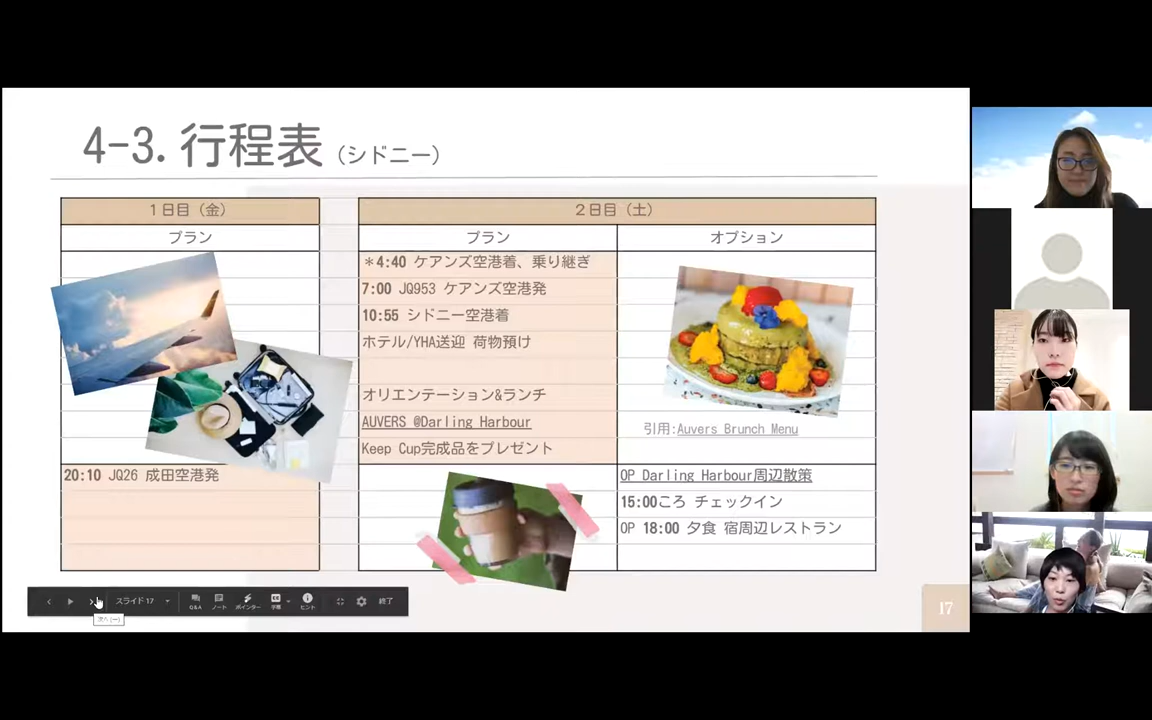 4-3. 行程表 (シドニー)
1日目 (金)
プラン
20:10 JQ26 成田空港発
2日目 (土)
プラン
オプション
＊4:40 ケアンズ空港着、乗り継ぎ
7:00 JQ953 ケアンズ空港発
10:55 シドニー空港着
ホテル/YHA送迎 荷物預け
オリエンテーション&ランチ
AUVERS @Darling Harbour
Keep Cup完成品をプレゼント
引用:Auvers Brunch Menu
OP Darling Harbour周辺散策
15:00ころ チェックイン
OP 18:00 夕食 宿周辺レストラン
スライド 17
Q&A
ノート
ポインター
字幕
ヒント
終了
次へ (→)
17